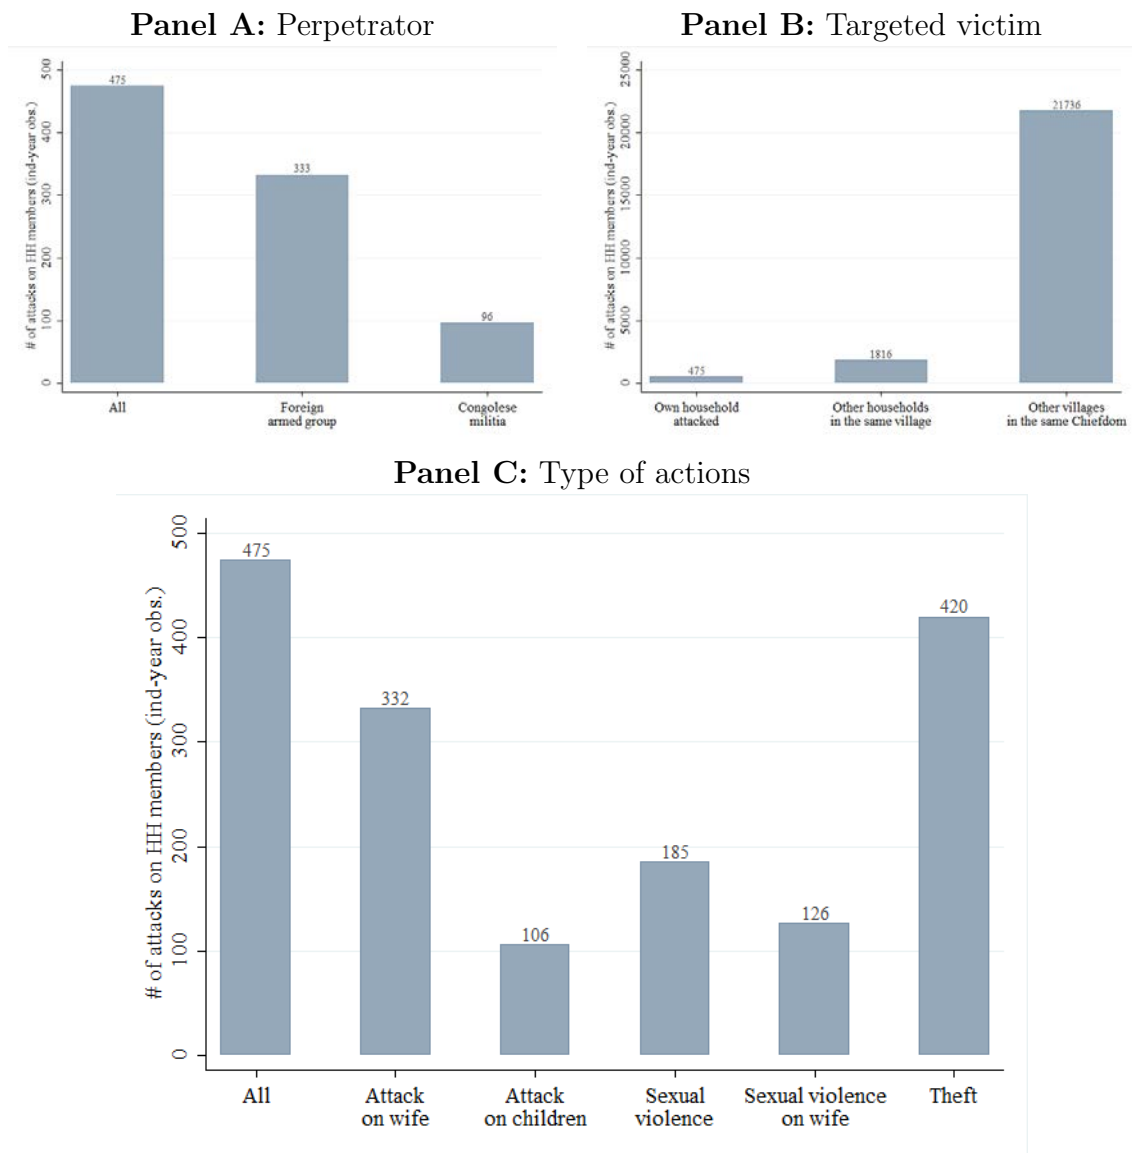 Panel A: Perpetrator
# of attacks on HH members (ind-year obs.)
500
400
300
200
100
0
475
333
96
All
Foreign
armed group
Congolese
militia
Panel B: Targeted victim
# of attacks on HH members (ind-year obs.)
25000
20000
15000
10000
5000
0
475
1816
21736
Own household
attacked
Other households
in the same village
Other villages
in the same Chiefdom
Panel C: Type of actions
# of attacks on HH members (ind-year obs.)
500
400
300
200
100
0
475
332
106
185
126
420
All
Attack
on wife
Attack
on children
Sexual
violence
Sexual violence
on wife
Theft